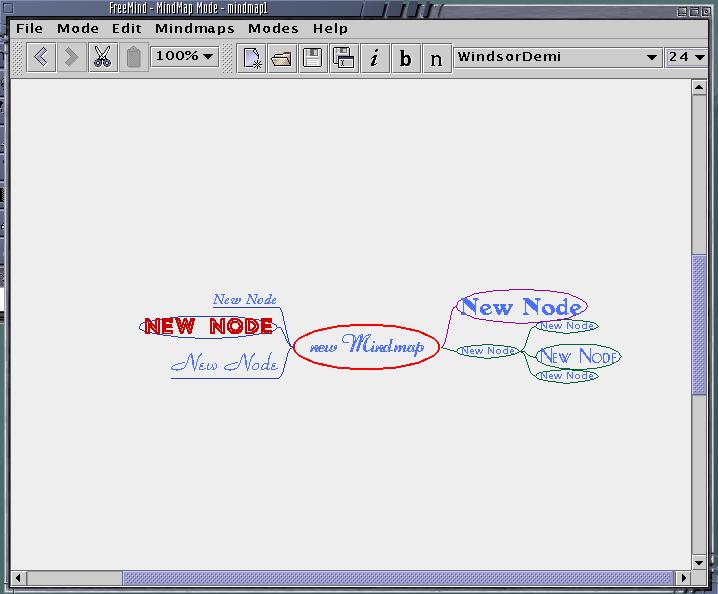 FreeMind - MindMap Mode - mindmap1
File Mode Edit Mindmaps Modes Help
100% i b n WindsorDemi 24
New Node
NEW NODE
New Node
new Mindmap
New Node
New Node
New Node
New Node
New Node